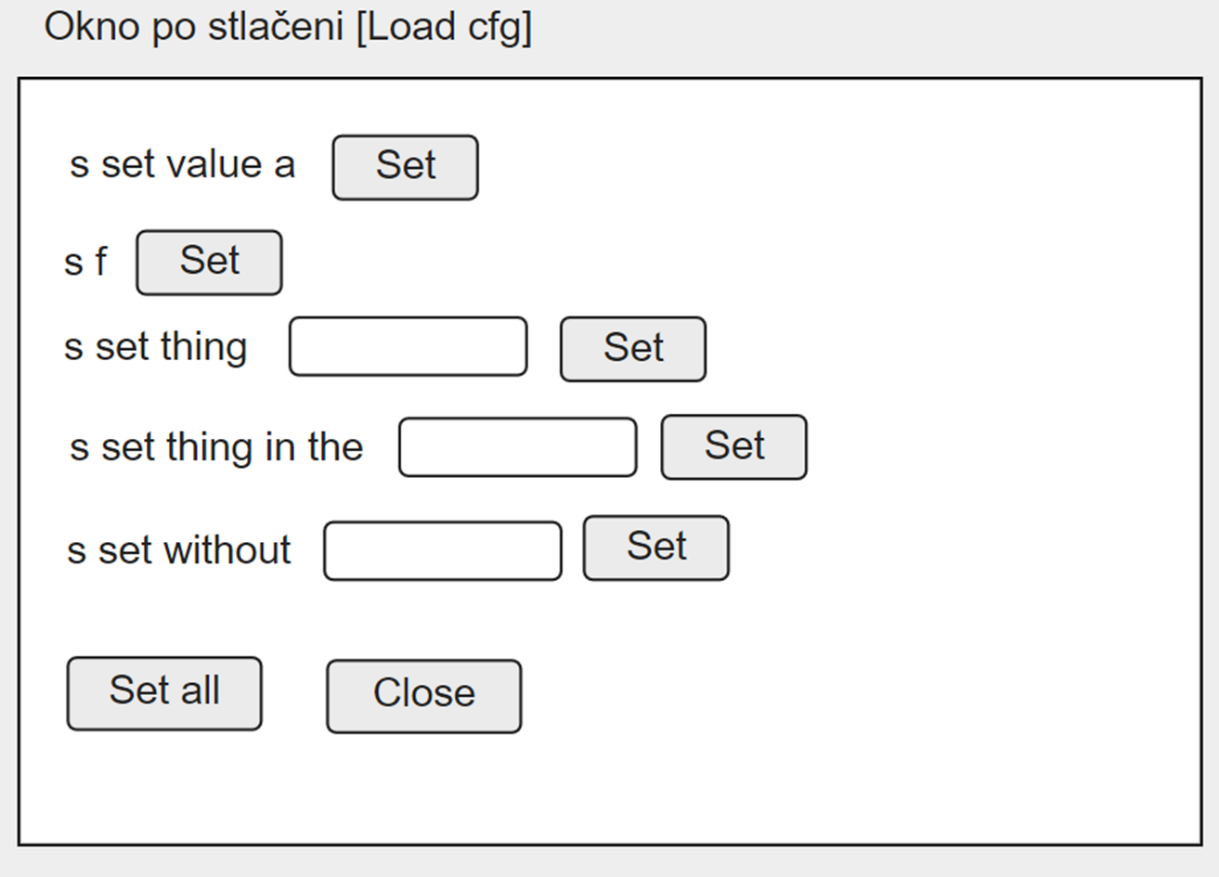 Okno po stlačeni [Load cfg]
s set value a Set
s f Set
s set thing Set
s set thing in the Set
s set without Set
Set all Close